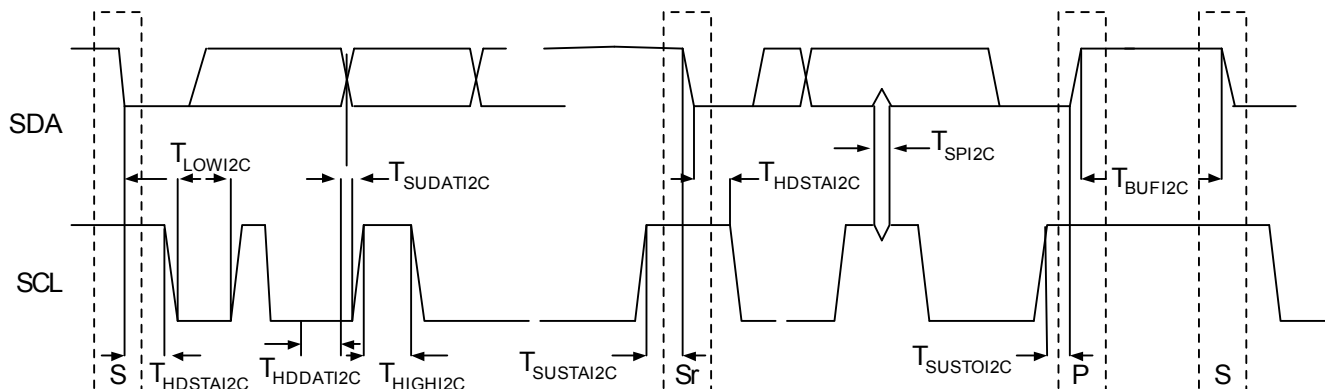 SDA
T_LOWI2C
T_SUDATI2C
T_HDSTAI2C
T_SPI2C
T_BUFI2C
SCL
S
T_HDSTAI2C
T_HDDATI2C
T_HIGHI2C
T_SUSTAI2C
Sr
T_SUSTOI2C
P
S